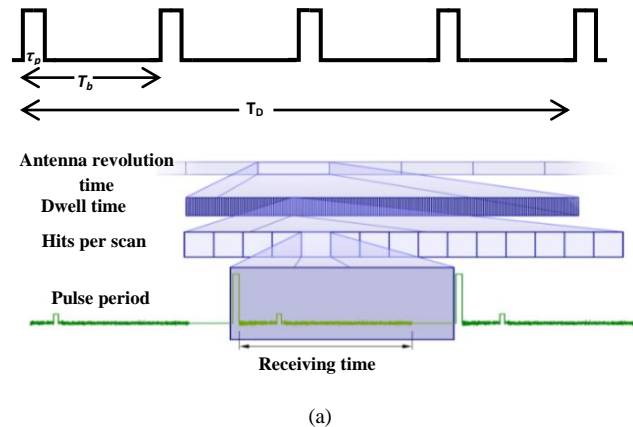 τp
Tb
TD
Antenna revolution
time
Dwell time
Hits per scan
Pulse period
Receiving time
(a)